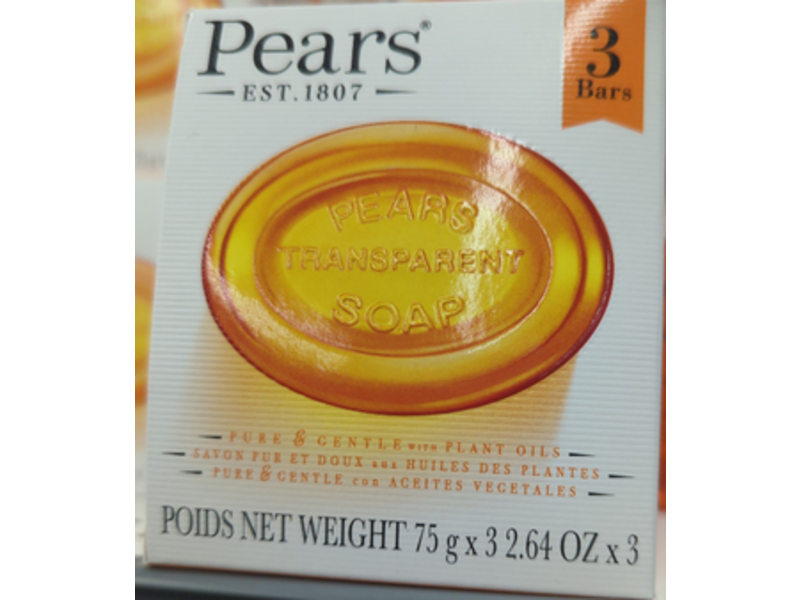 Pears®
EST. 1807
3
Bars
PEARS
TRANSPARENT
SOAP
PURE & GENTLE WITH PLANT OILS
SAVON PUR ET DOUX aux HUILES DES PLANTES
PURE & GENTLE con ACEITES VEGETALES
POIDS NET WEIGHT 75 g x 3 2.64 OZ x 3